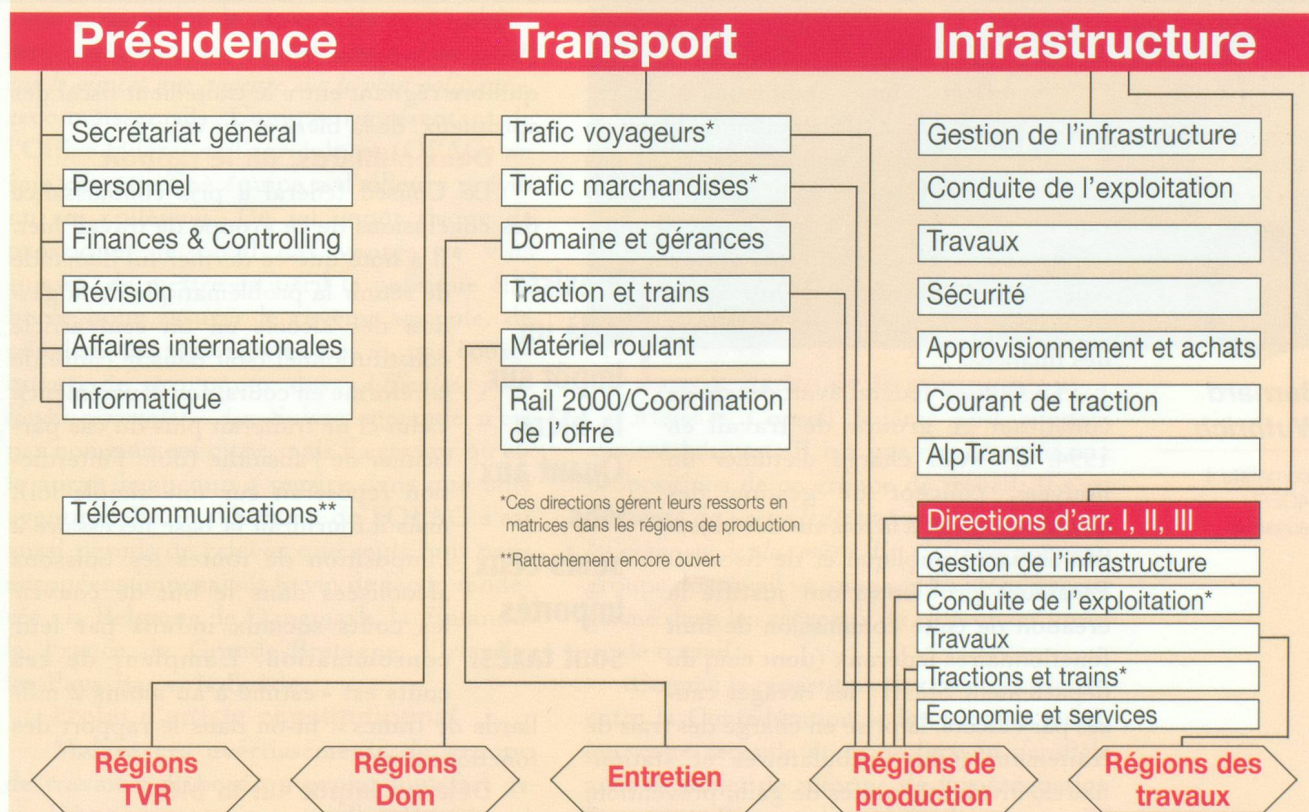 Présidence
Secrétariat général
Personnel
Finances & Controlling
Révision
Affaires internationales
Informatique
Télécommunications**
Transport
Trafic voyageurs*
Trafic marchandises*
Domaine et gérances
Traction et trains
Matériel roulant
Rail 2000/Coordination
de l'offre
*Ces directions gérent leurs ressorts en
matrices dans les régions de production
**Rattachement encore ouvert
Infrastructure
Gestion de l'infrastructure
Conduite de l'exploitation
Travaux
Sécurité
Approvisionnement et achats
Courant de traction
AlpTransit
Directions d'arr. I, II, III
Gestion de l'infrastructure
Conduite de l'exploitation*
Travaux
Tractions et trains*
Economie et services
Régions
TVR
Régions
Dom
Entretien
Régions de
production
Régions des
travaux